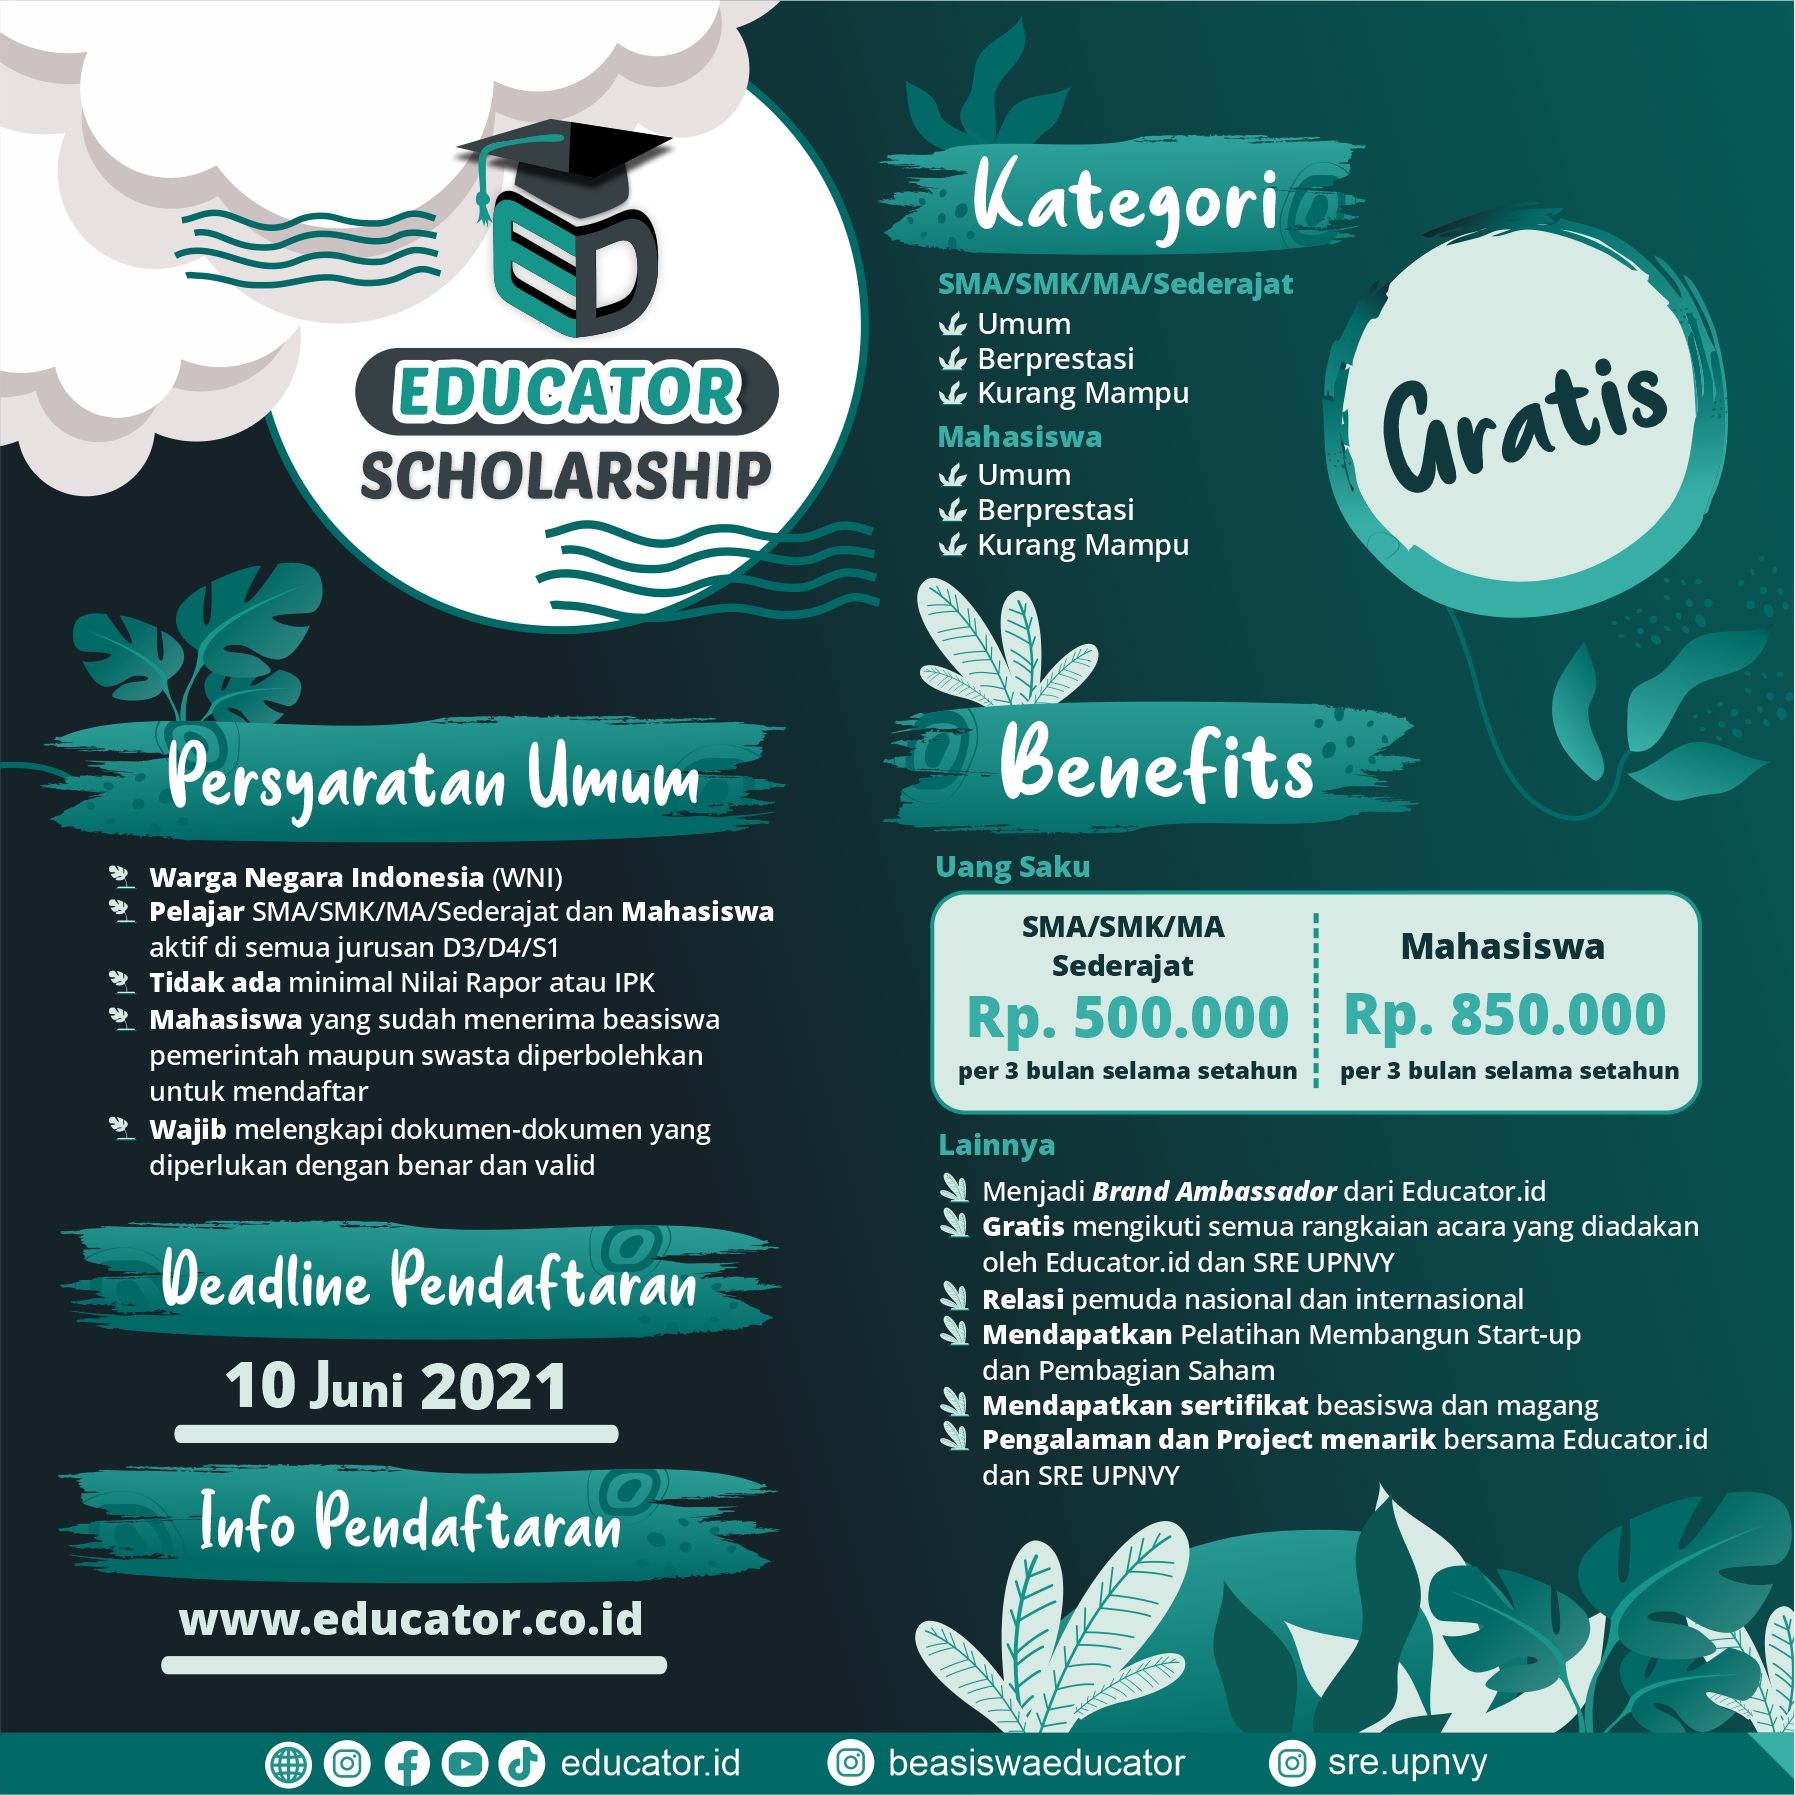 ED
EDUCATOR
SCHOLARSHIP
Persyaratan Umum
Warga Negara Indonesia (WNI)
Pelajar SMA/SMK/MA/Sederajat dan Mahasiswa
aktif di semua jurusan D3/D4/S1
Tidak ada minimal Nilai Rapor atau IPK
Mahasiswa yang sudah menerima beasiswa
pemerintah maupun swasta diperbolehkan
untuk mendaftar
Wajib melengkapi dokumen-dokumen yang
diperlukan dengan benar dan valid
Deadline Pendaftaran
10 Juni 2021
Info Pendaftaran
www.educator.co.id
Kategori
SMA/SMK/MA/Sederajat
Umum
Berprestasi
Kurang Mampu
Mahasiswa
Umum
Berprestasi
Kurang Mampu
Gratis
Benefits
Uang Saku
SMA/SMK/MA
Sederajat
Rp. 500.000
per 3 bulan selama setahun
Mahasiswa
Rp. 850.000
per 3 bulan selama setahun
Lainnya
Menjadi Brand Ambassador dari Educator.id
Gratis mengikuti semua rangkaian acara yang diadakan
oleh Educator.id dan SRE UPNVY
Relasi pemuda nasional dan internasional
Mendapatkan Pelatihan Membangun Start-up
dan Pembagian Saham
Mendapatkan sertifikat beasiswa dan magang
Pengalaman dan Project menarik bersama Educator.id
dan SRE UPNVY
educator.id
beasiswaeducator
sre.upnvy